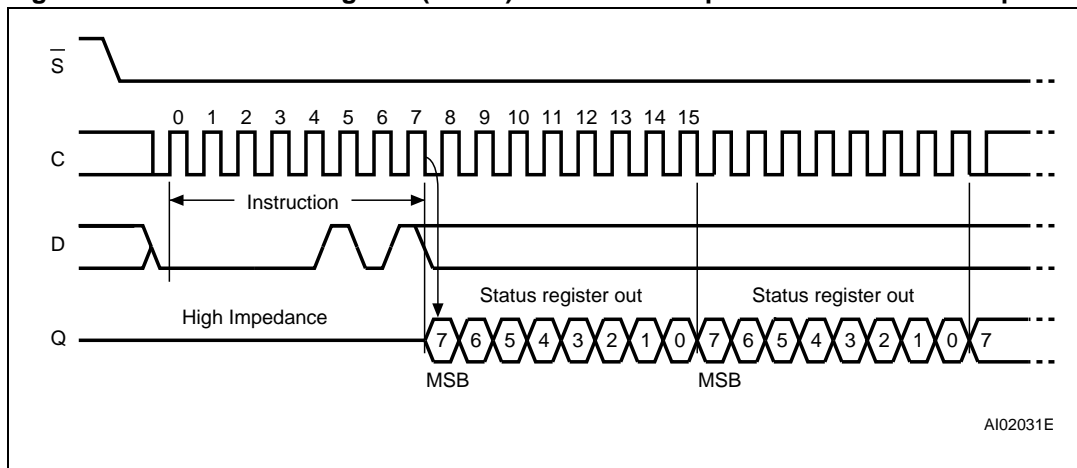 S
0 1 2 3 4 5 6 7 8 9 10 11 12 13 14 15
C
Instruction
D
Status register out Status register out
High Impedance
Q 7 6 5 4 3 2 1 0 7 6 5 4 3 2 1 0 7
MSB MSB
AI02031E